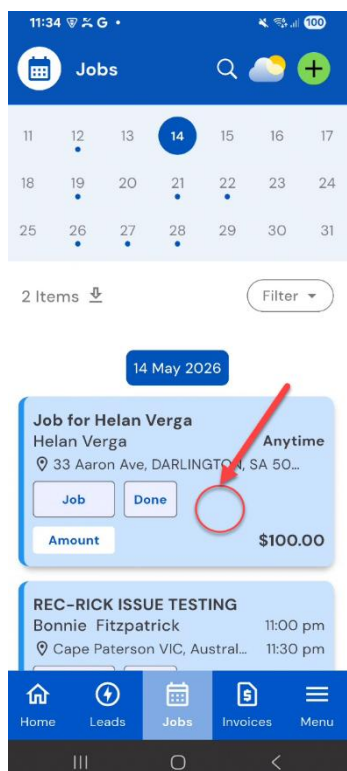 11:34 G
100
Jobs
11 12 13 14 15 16 17
18 19 20 21 22 23 24
25 26 27 28 29 30 31
2 Items
Filter
14 May 2026
Job for Helan Verga
Helan Verga Anytime
33 Aaron Ave, DARLINGTON, SA 50...
Job Done
Amount $100.00
REC-RICK ISSUE TESTING
Bonnie Fitzpatrick 11:00 pm
Cape Paterson VIC, Austral... 11:30 pm
Home Leads Jobs Invoices Menu